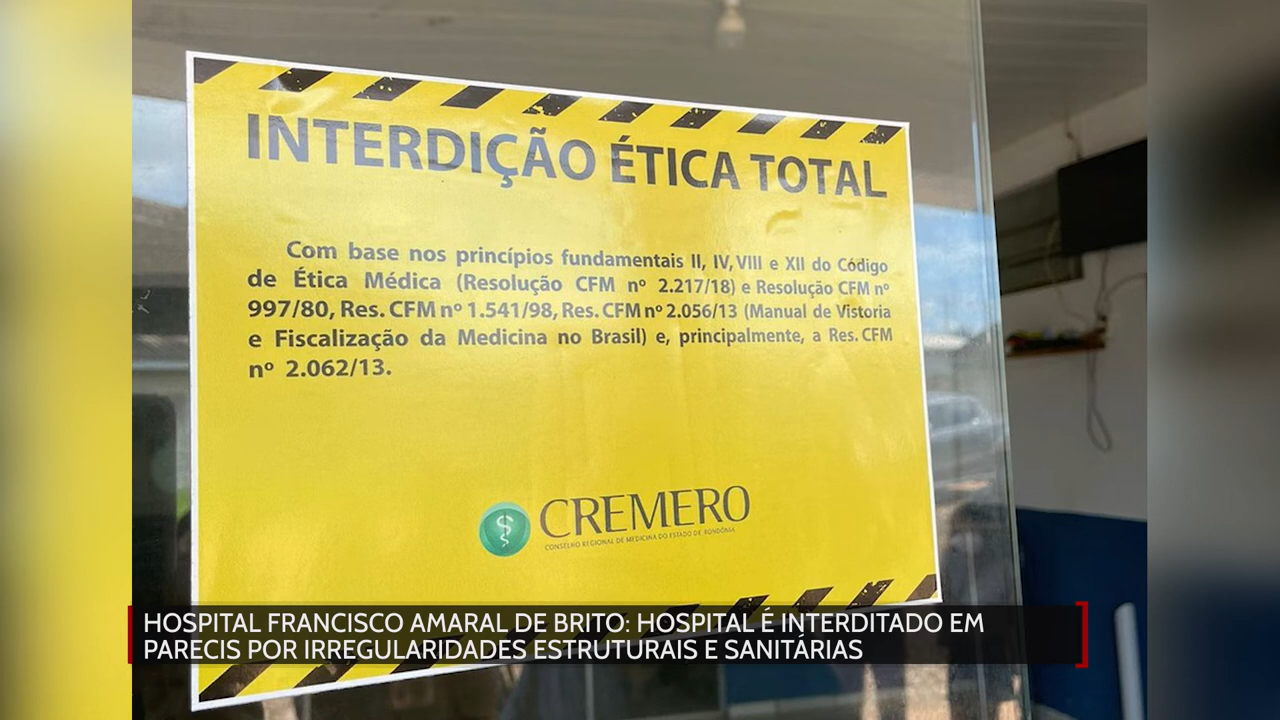 INTERDIÇÃO ÉTICA TOTAL
Com base nos princípios fundamentais II, IV, VIII e XII do Código
de Ética Médica (Resolução CFM nº 2.217/18) e Resolução CFM nº
997/80, Res. CFM nº 1.541/98, Res. CFM nº 2.056/13 (Manual de Vistoria
e Fiscalização da Medicina no Brasil) e, principalmente, a Res. CFM
nº 2.062/13.
CREMERO
CONSELHO REGIONAL DE MEDICINA DO ESTADO DE RONDÔNIA
HOSPITAL FRANCISCO AMARAL DE BRITO: HOSPITAL É INTERDITADO EM
PARECIS POR IRREGULARIDADES ESTRUTURAIS E SANITÁRIAS